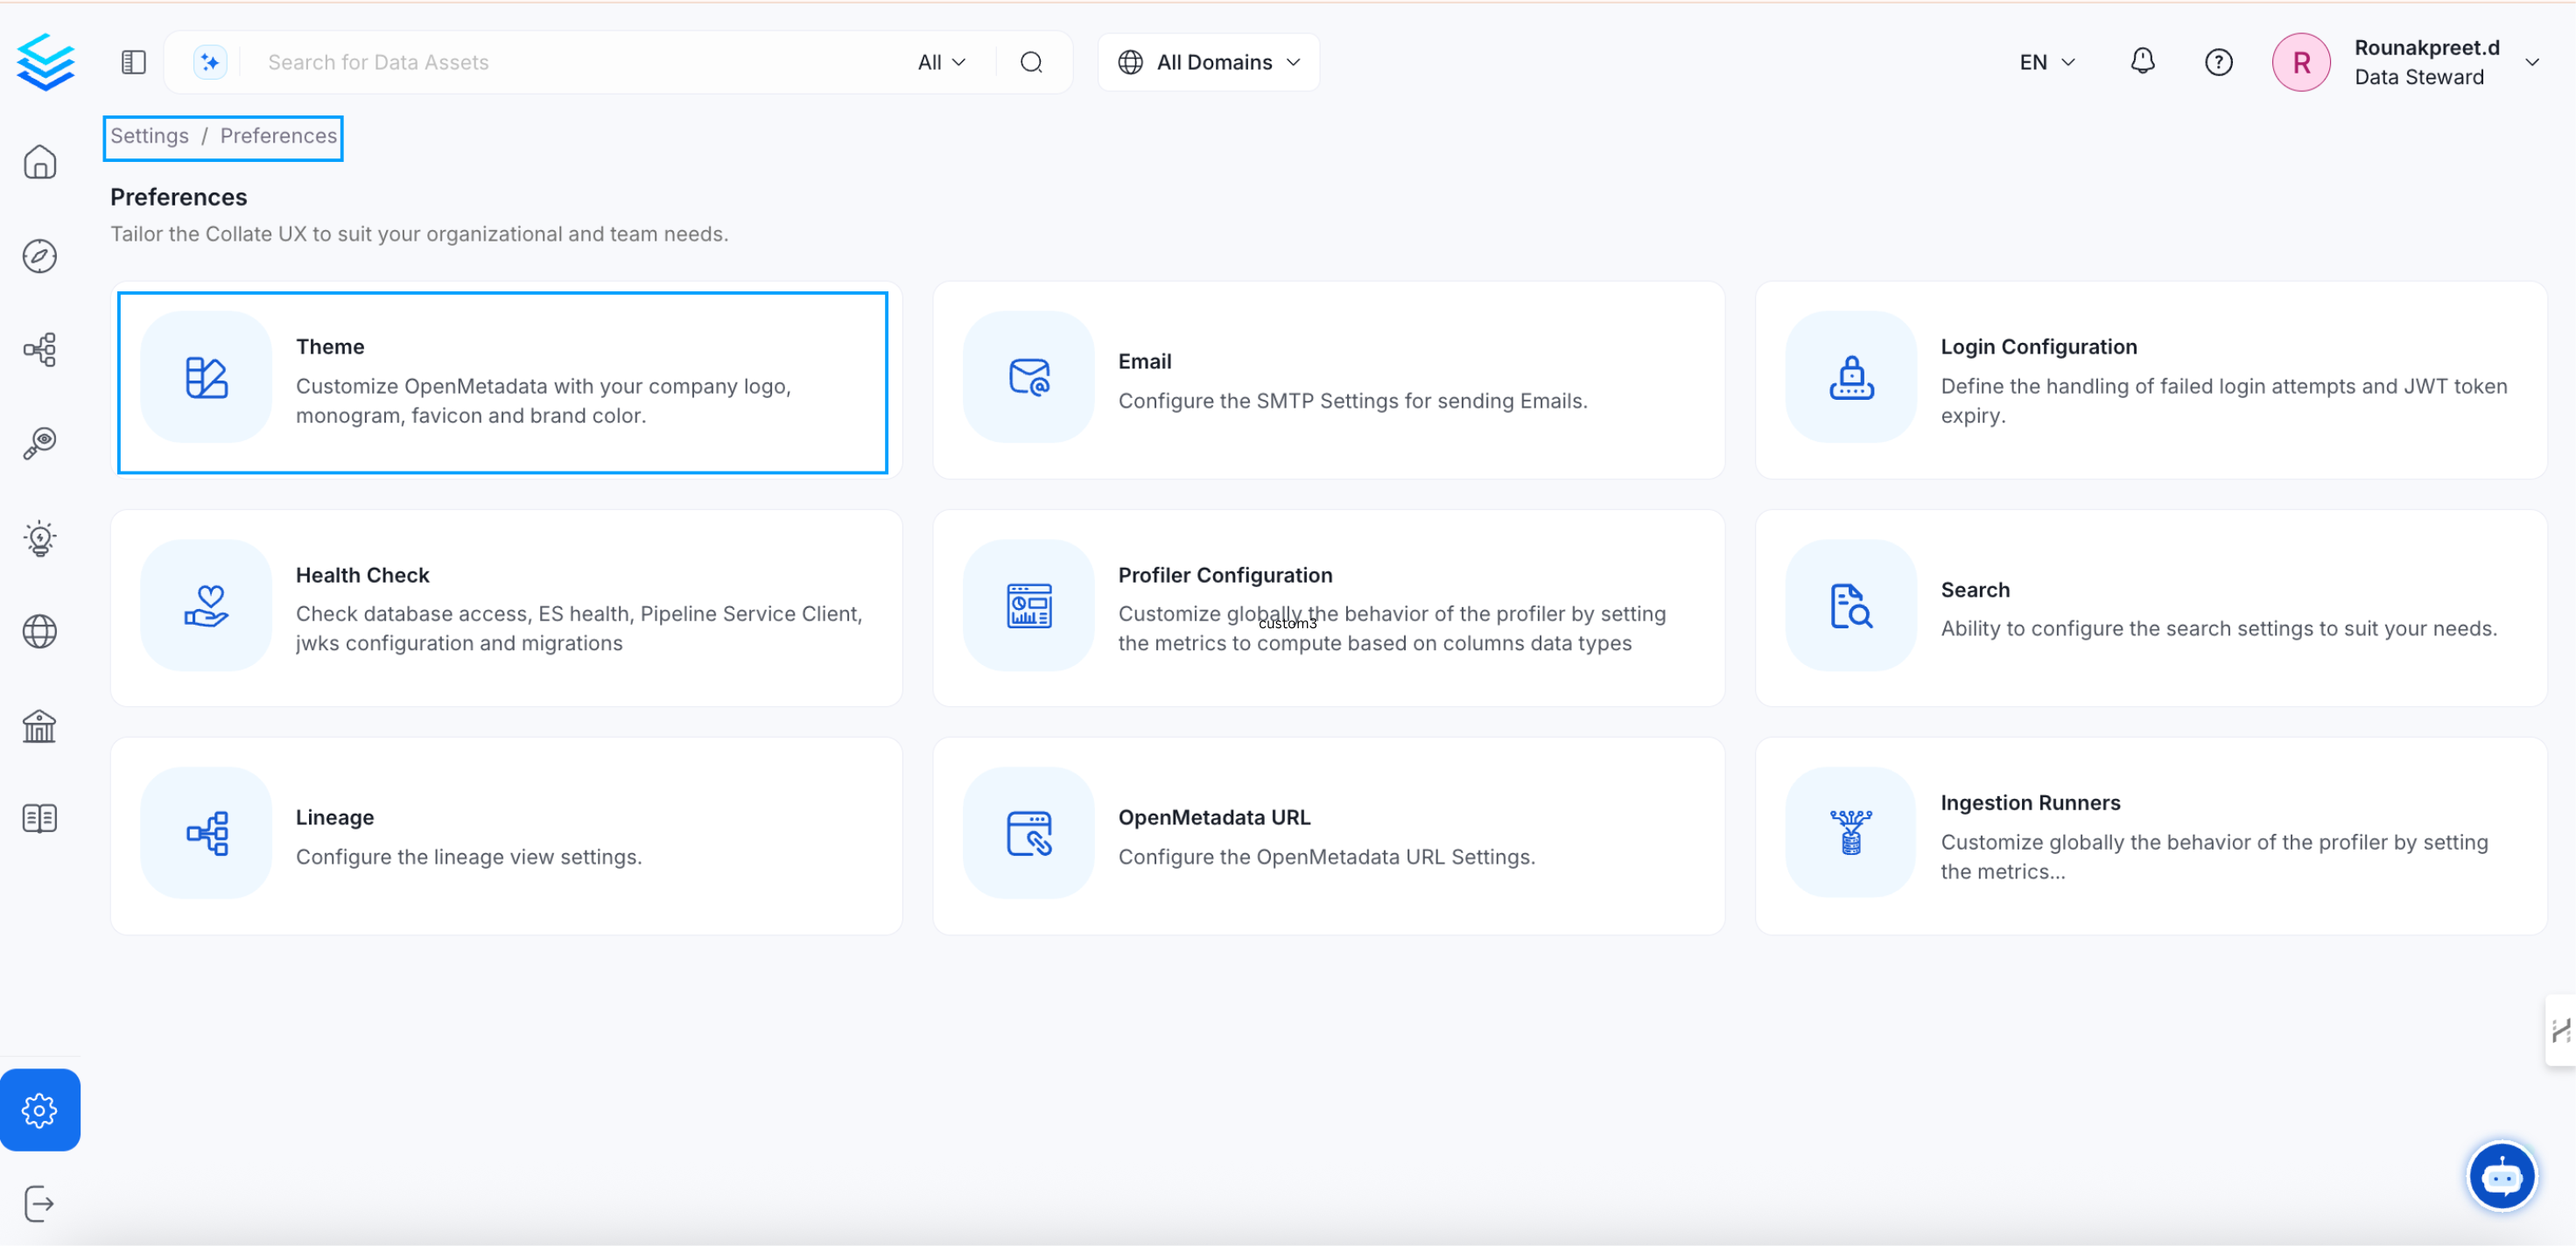 Search for Data Assets
All
All Domains
EN
R
Rounakpreet.d
Data Steward
Settings / Preferences
Preferences
Tailor the Collate UX to suit your organizational and team needs.
Theme
Customize OpenMetadata with your company logo,
monogram, favicon and brand color.
Email
Configure the SMTP Settings for sending Emails.
Login Configuration
Define the handling of failed login attempts and JWT token
expiry.
Health Check
Check database access, ES health, Pipeline Service Client,
jwks configuration and migrations
Profiler Configuration
Customize globally the behavior of the profiler by setting
custom3
the metrics to compute based on columns data types
Search
Ability to configure the search settings to suit your needs.
Lineage
Configure the lineage view settings.
OpenMetadata URL
Configure the OpenMetadata URL Settings.
Ingestion Runners
Customize globally the behavior of the profiler by setting
the metrics...